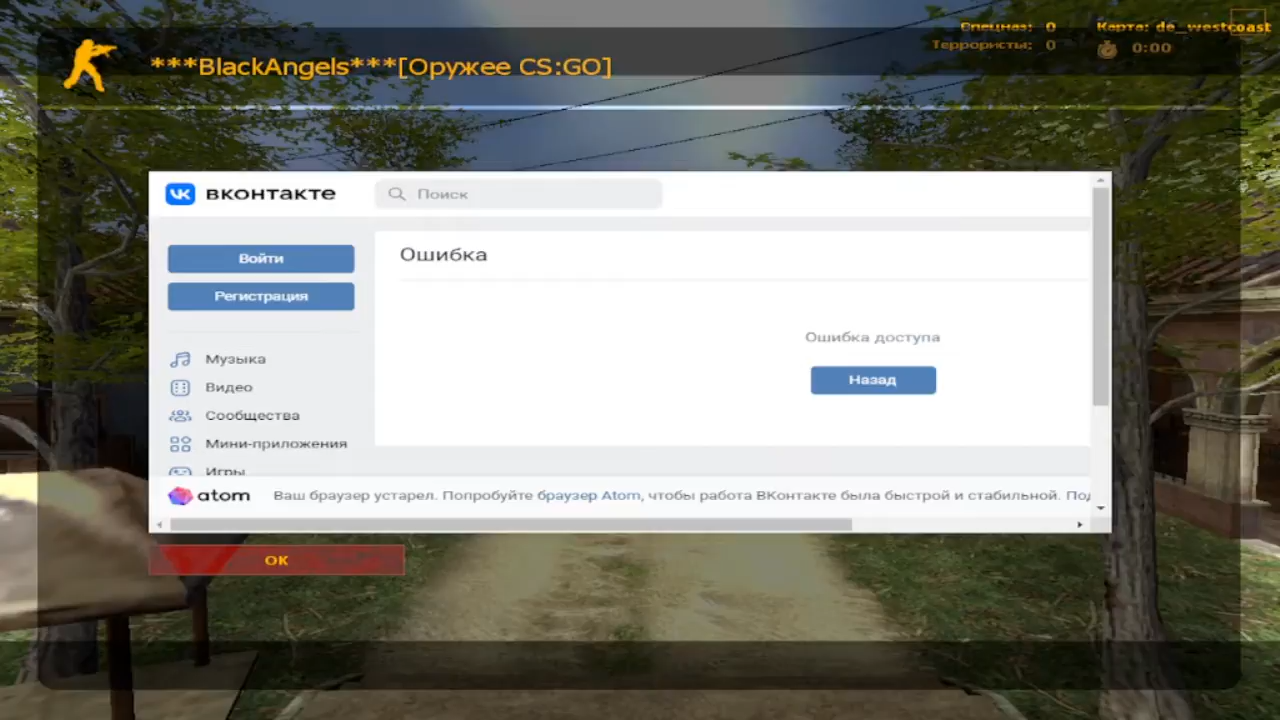 Спецназ: 0 Карта: de_westcoast
Террористы: 0 0:00
***BlackAngels***[Оружее CS:GO]
ВКОНТАКТЕ Поиск
Войти
Ошибка
Регистрация
Ошибка доступа
Музыка
Назад
Видео
Сообщества
Мини-приложения
Игры
atom Ваш браузер устарел. Попробуйте браузер Atom, чтобы работа ВКонтакте была быстрой и стабильной. Под
OK